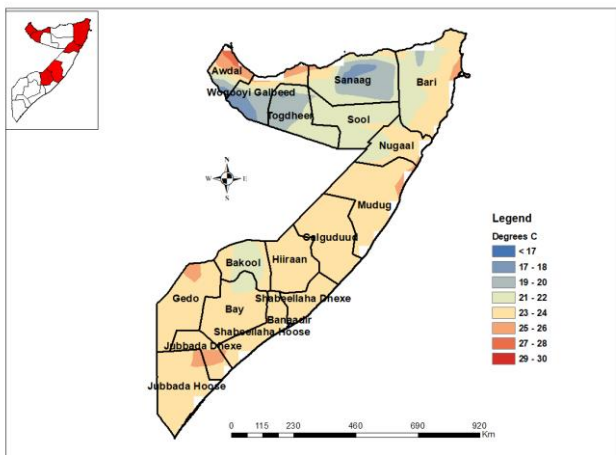 Awdal
Woqooyi Galbeed
Togdheer
Sanaag
Bari
Sool
Nugaal
Mudug
Galguduud
Hiiraan
Bakool
Gedo
Bay
Shabeellaha Dhexe
Banaadir
Shabeellaha Hoose
Jubbada Dhexe
Jubbada Hoose
N
W
E
S
Legend
Degrees C
< 17
17 - 18
19 - 20
21 - 22
23 - 24
25 - 26
27 - 28
29 - 30
0 115 230 460 690 920
Km